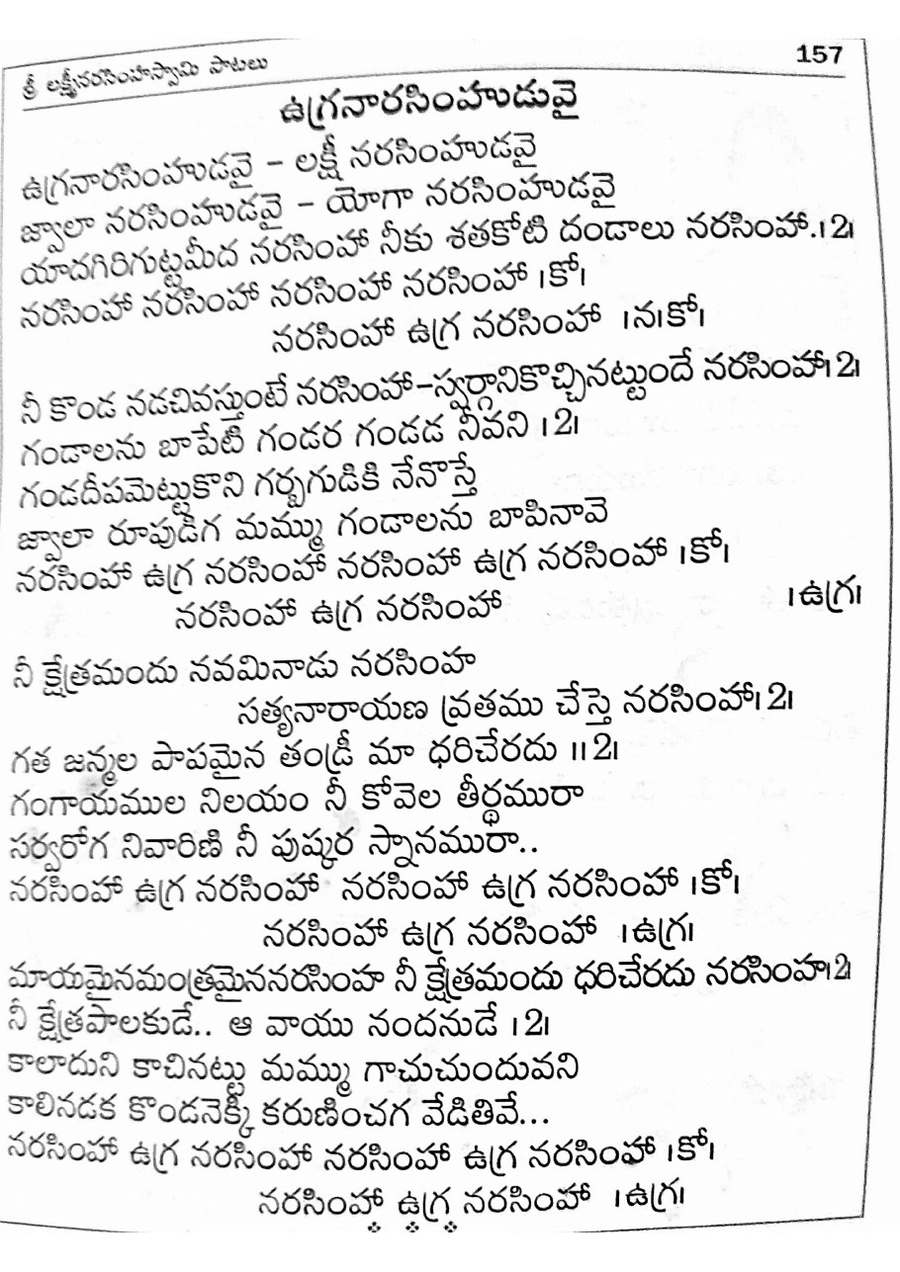 శ్రీ లక్ష్మీనరసింహస్వామి పాటలు 157
ఉగ్రనారసింహుడువై
ఉగ్రనారసింహుడవై – లక్ష్మీ నరసింహుడవై
జ్వాలా నరసింహుడవై – యోగా నరసింహుడవై
యాదగిరిగుట్టమీద నరసింహా నీకు శతకోటి దండాలు నరసింహా.।2।
నరసింహా నరసింహా నరసింహా నరసింహా ।కో।
నరసింహా ఉగ్ర నరసింహా ।న।కో।
నీ కొండ నడచివస్తుంటే నరసింహా–స్వర్గానికొచ్చినట్టుందే నరసింహా।2।
గండాలను బాపేటి గండర గండడ నీవని ।2।
గండదీపమెట్టుకొని గర్భగుడికి నేనొస్తే
జ్వాలా రూపుడిగ మమ్ము గండాలను బాపినావె
నరసింహా ఉగ్ర నరసింహా నరసింహా ఉగ్ర నరసింహా ।కో।
నరసింహా ఉగ్ర నరసింహా ।ఉగ్ర।
నీ క్షేత్రమందు నవమినాడు నరసింహ
సత్యనారాయణ వ్రతము చేస్తె నరసింహా।2।
గత జన్మల పాపమైన తండ్రీ మా ధరిచేరదు ।।2।
గంగాయముల నిలయం నీ కోవెల తీర్థమురా
సర్వరోగ నివారిణి నీ పుష్కర స్నానమురా..
నరసింహా ఉగ్ర నరసింహా నరసింహా ఉగ్ర నరసింహా ।కో।
నరసింహా ఉగ్ర నరసింహా ।ఉగ్ర।
మాయమైనమంత్రమైననరసింహ నీ క్షేత్రమందు ధరిచేరదు నరసింహ।2।
నీ క్షేత్రపాలకుడే.. ఆ వాయు నందనుడే ।2।
కాలాదుని కాచినట్టు మమ్ము గాచుచుందువని
కాలినడక కొండనెక్కి కరుణించగ వేడితివే...
నరసింహా ఉగ్ర నరసింహా నరసింహా ఉగ్ర నరసింహా ।కో।
నరసింహా ఉగ్ర నరసింహా ।ఉగ్ర।